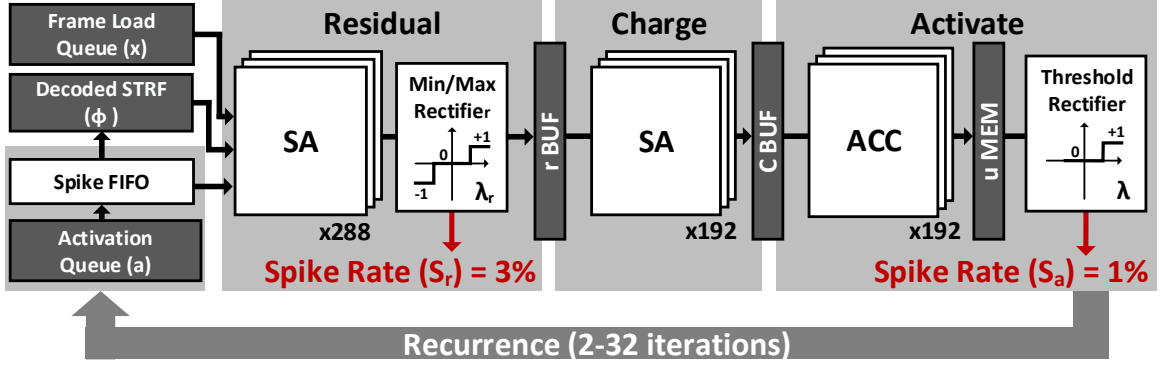 Residual
Charge
Activate
Frame Load
Queue (x)
Decoded STRF
(ϕ )
Spike FIFO
Activation
Queue (a)
SA
x288
Min/Max
Rectifier
0
+1
-1
λr
r BUF
SA
x192
C BUF
ACC
x192
u MEM
Threshold
Rectifier
0
+1
λ
Spike Rate (Sr) = 3%
Spike Rate (Sa) = 1%
Recurrence (2-32 iterations)